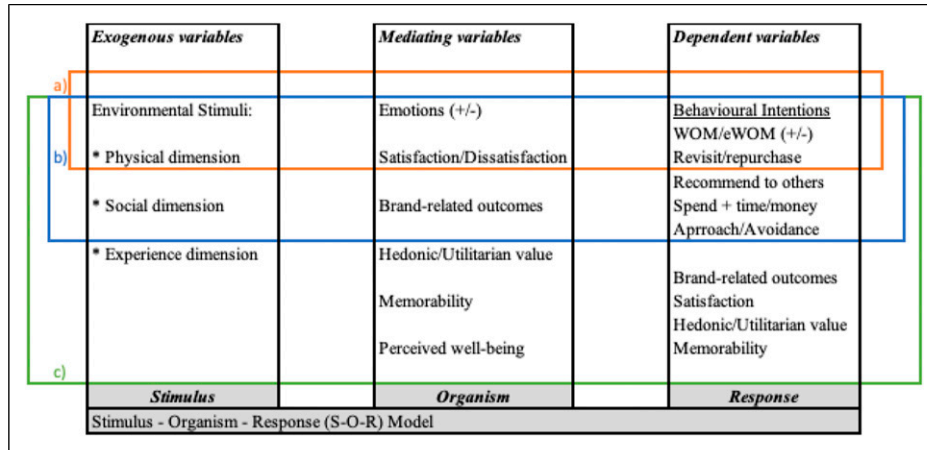 Exogenous variables
Mediating variables
Dependent variables
a)
Environmental Stimuli:
Emotions (+/-)
Behavioural Intentions
WOM/eWOM (+/-)
b)
* Physical dimension
Satisfaction/Dissatisfaction
Revisit/repurchase
Recommend to others
* Social dimension
Brand-related outcomes
Spend + time/money
Aprroach/Avoidance
* Experience dimension
Hedonic/Utilitarian value
Brand-related outcomes
Memorability
Satisfaction
Hedonic/Utilitarian value
Perceived well-being
Memorability
c)
Stimulus
Organism
Response
Stimulus - Organism - Response (S-O-R) Model